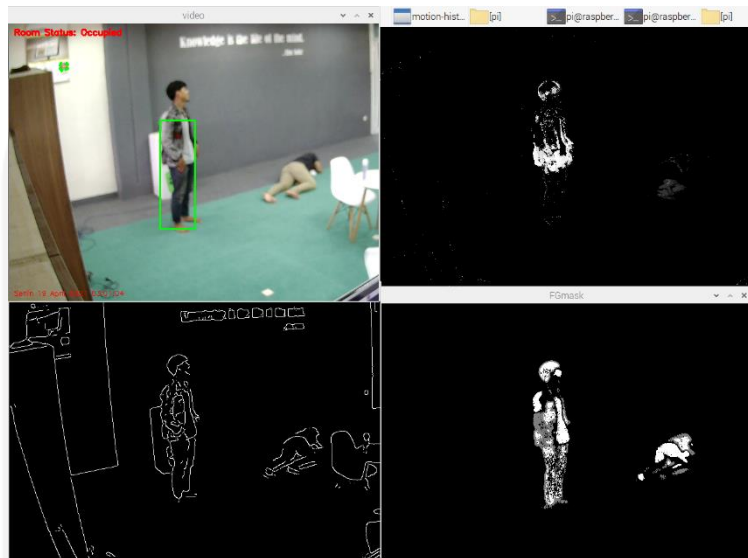 video
motion-hist... [pi] pi@raspber... pi@raspber... [pi]
Room Status: Occupied
Knowledge is the life of the mind.
FGmask